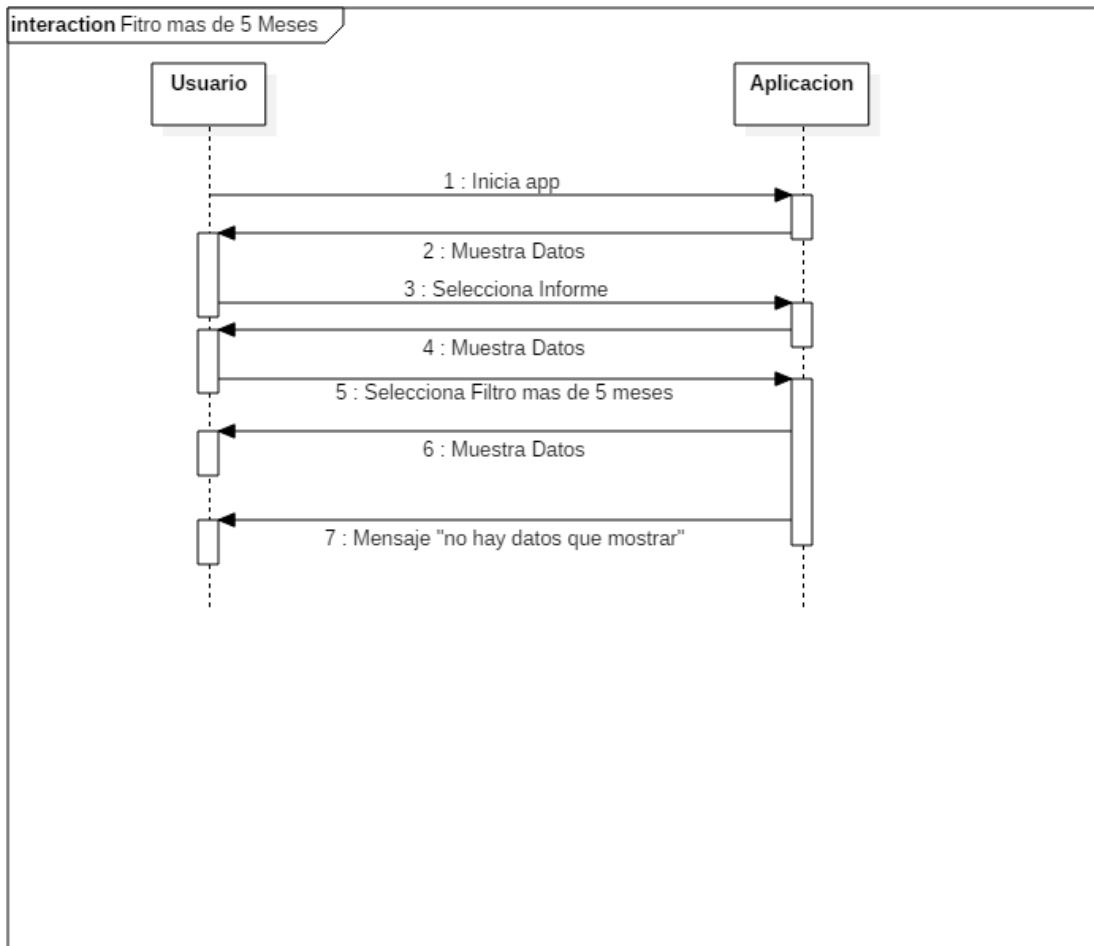 interaction Fitro mas de 5 Meses
Usuario
Aplicacion
1 : Inicia app
2 : Muestra Datos
3 : Selecciona Informe
4 : Muestra Datos
5 : Selecciona Filtro mas de 5 meses
6 : Muestra Datos
7 : Mensaje "no hay datos que mostrar"